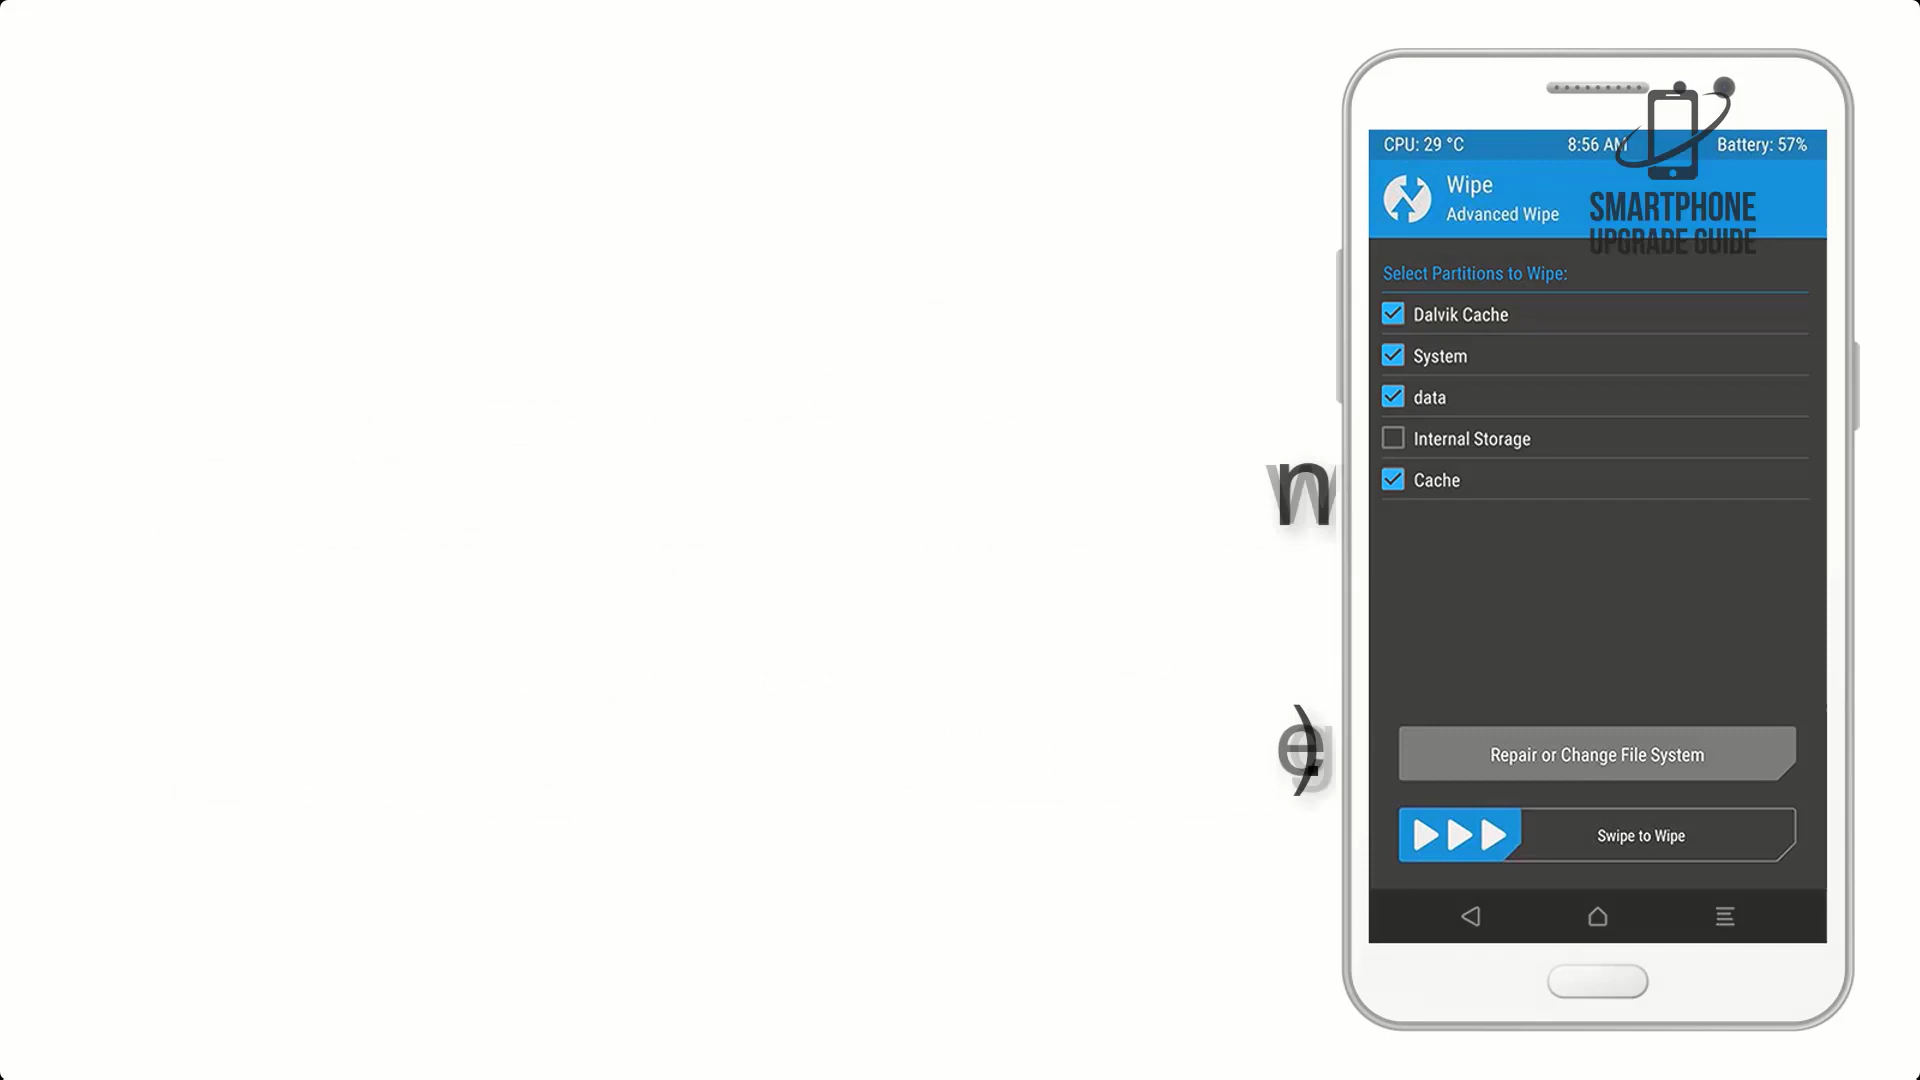 CPU: 29 °C 8:56 AM Battery: 57%
Wipe
Advanced Wipe
SMARTPHONE
UPGRADE GUIDE
Select Partitions to Wipe:
Dalvik Cache
System
data
Internal Storage
Cache
Repair or Change File System
Swipe to Wipe